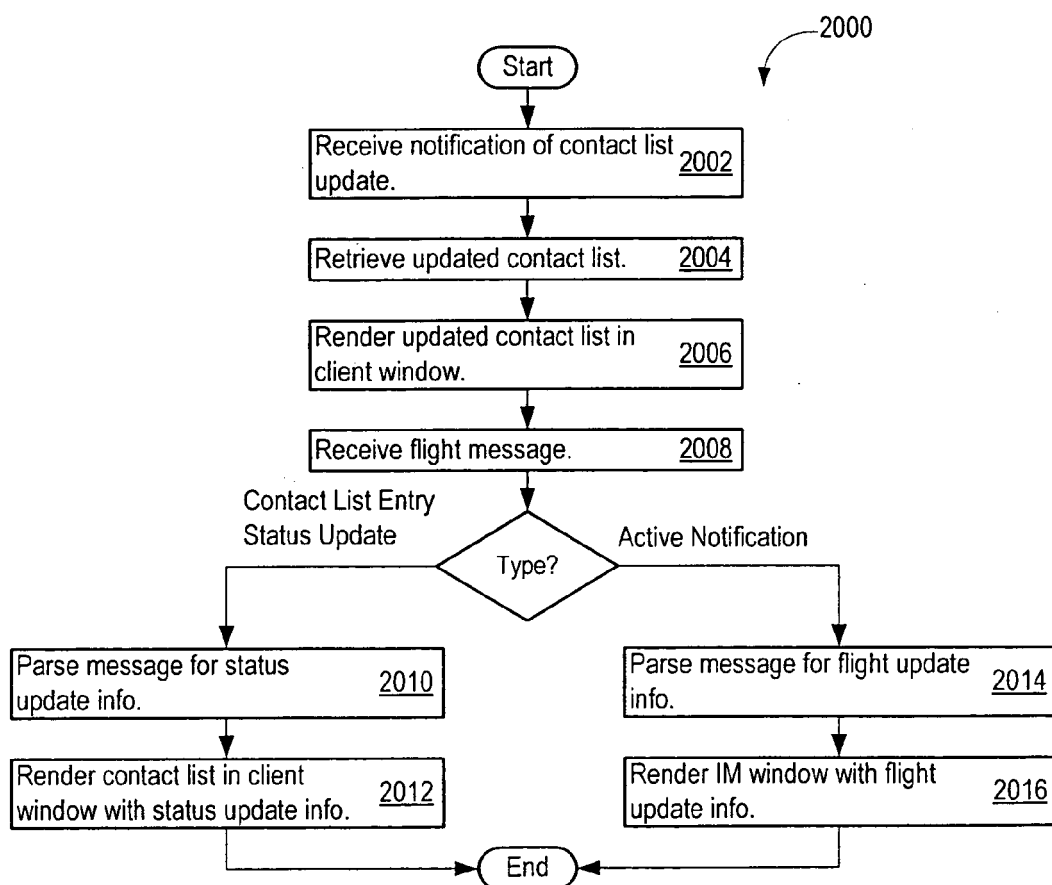 2000
Start
Receive notification of contact list
update.
2002
Retrieve updated contact list.
2004
Render updated contact list in
client window.
2006
Receive flight message.
2008
Contact List Entry
Status Update
Type?
Active Notification
Parse message for status
update info.
2010
Parse message for flight update
info.
2014
Render contact list in client
window with status update info.
2012
Render IM window with flight
update info.
2016
End